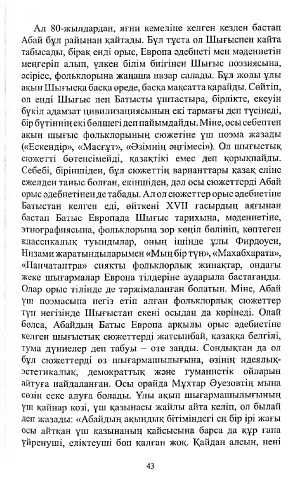 Ал 80-жылдардан, яғни кемеліне келген кезден бастап
Абай бұл райынан қайтады. Бұл тұста ол Шығыспен қайта
табысады, бірақ енді орыс, Европа әдебиеті мен мәдениетін
меңгеріп алып, үлкен білім биігінен Шығыс поэзиясына,
әсіресе, фольклорына жаңаша назар салады. Бұл жолы ұлы
ақын Шығысқа басқа өреде, басқа мақсатта қарайды. Сөйтіп,
ол енді Шығыс пен Батысты ұштастыра, бірлікте, екеуін
бүкіл адамзат цивилизациясының екі тармағы деп түсінеді,
бір бүтіннің екі бөлшегі деп пайымдайды. Міне, осы себептен
ақын шығыс фольклорының сюжетіне үш поэма жазады
(«Ескендір», «Масғұт», «Әзімнің әңгімесі»). Ол шығыстық
сюжетті бөтенсімейді, қазақтікі емес деп қорықпайды.
Себебі, біріншіден, бұл сюжеттің варианттары қазақ еліне
ежелден таныс болған, екіншіден, дәл осы сюжеттерді Абай
орыс әдебиетінен де табады. Ал ол сюжеттер орыс әдебиетіне
Батыстан келген еді, өйткені XVII ғасырдың аяғынан
бастап Батыс Европада Шығыс тарихына, мәдениетіне,
этнографиясына, фольклорына зор көңіл бөлініп, көптеген
классикалық туындылар, оның ішінде ұлы Фирдоуси,
Низами жаратындыларымен «Мың бір түн», «Махабхарата»,
«Панчатантра» сияқты фольклорлық жинақтар, ондағы
жеке шығармалар Европа тілдеріне аударыла бастағанды.
Олар орыс тілінде де тәржімаланған болатын. Міне, Абай
үш поэмасына негіз етіп алған фольклорлық сюжеттер
түп негізінде Шығыстан екені осыдан да көрінеді. Олай
болса, Абайдың Батыс Европа арқылы орыс әдебиетіне
келген шығыстық сюжеттерді жатсынбай, қазаққа белгілі,
тума дүниелер деп табуы – өте заңды. Сондықтан да ол
бұл сюжеттерді өз шығармашылығына, өзінің идеялық-
эстетикалық, демократтық және гуманистік ойларын
айтуға пайдаланған. Осы орайда Мұхтар Әуезовтің мына
сөзін еске алуға болады. Ұлы ақын шығармашылығының
үш қайнар көзі, үш қазынасы жайлы айта келіп, ол былай
деп жазады: «Абайдың ақындық бітіміндегі ең бір ірі жағы
осы айтқан үш қазынаның қайсысына барса да құр ғана
үйренуші, еліктеуші боп қалған жоқ. Қайдан алсын, нені
43